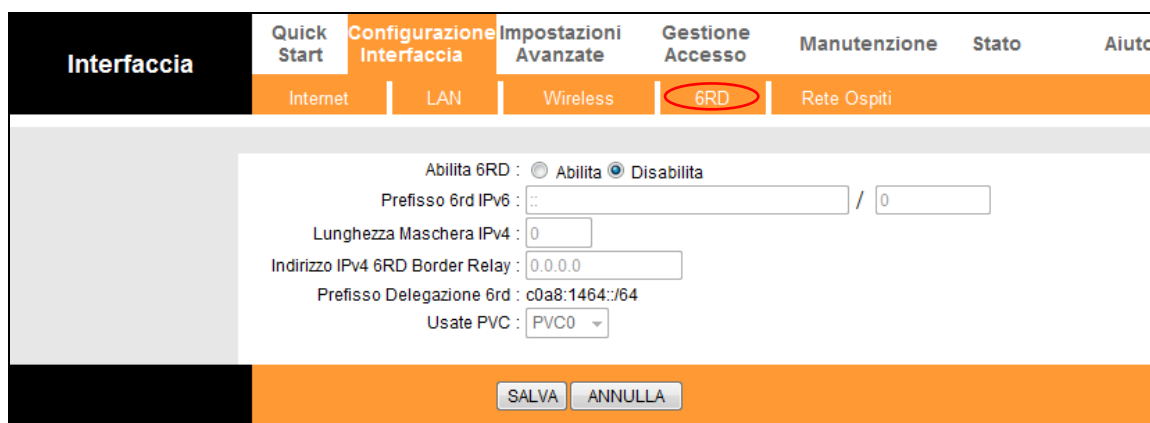 Interfaccia
Quick Start
Configurazione Interfaccia
Impostazioni Avanzate
Gestione Accesso
Manutenzione
Stato
Aiuto
Internet
LAN
Wireless
6RD
Rete Ospiti
Abilita 6RD : Abilita Disabilita
Prefisso 6rd IPv6 : :: / 0
Lunghezza Maschera IPv4 : 0
Indirizzo IPv4 6RD Border Relay : 0.0.0.0
Prefisso Delegazione 6rd : c0a8:1464::/64
Usate PVC : PVC0
SALVA ANNULLA